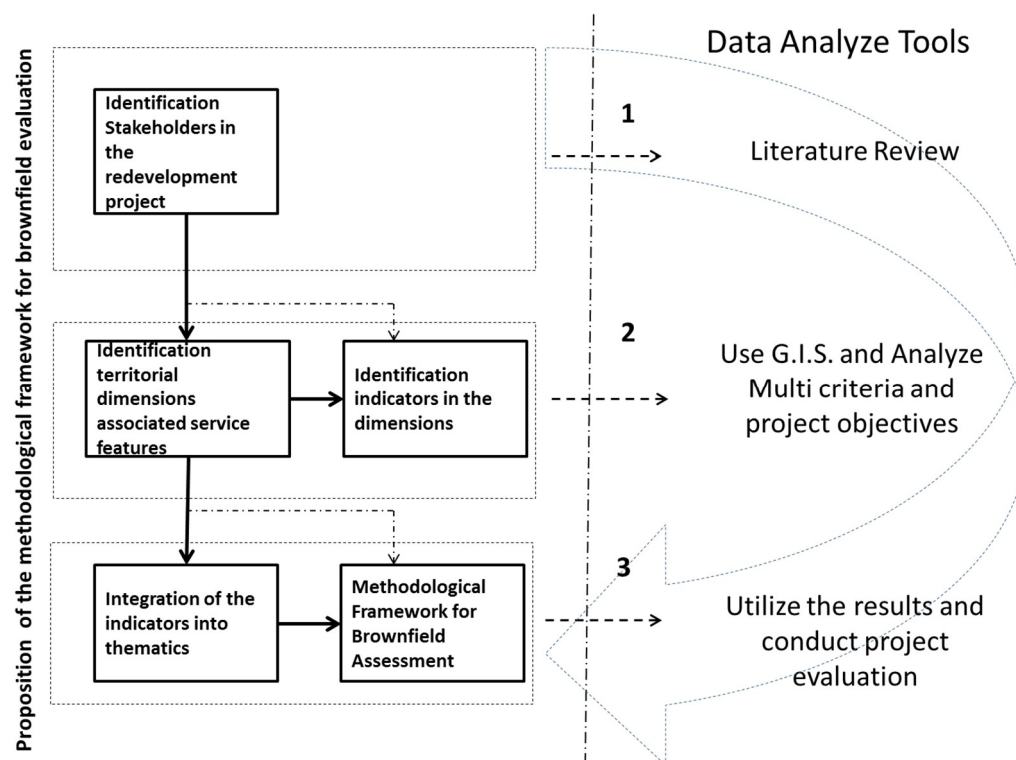 Proposition of the methodological framework for brownfield evaluation
Data Analyze Tools
Identification
Stakeholders in
the
redevelopment
project
1
Literature Review
Identification
territorial
dimensions
associated service
features
Identification
indicators in the
dimensions
2
Use G.I.S. and Analyze
Multi criteria and
project objectives
Integration of the
indicators into
thematics
Methodological
Framework for
Brownfield
Assessment
3
Utilize the results and
conduct project
evaluation